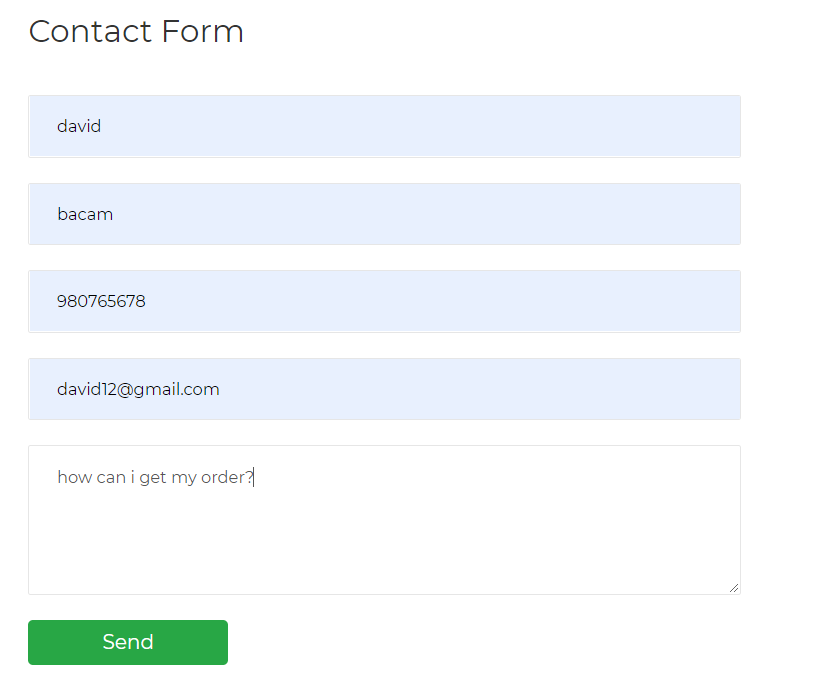 Contact Form
david
bacam
980765678
david12@gmail.com
how can i get my order?
Send